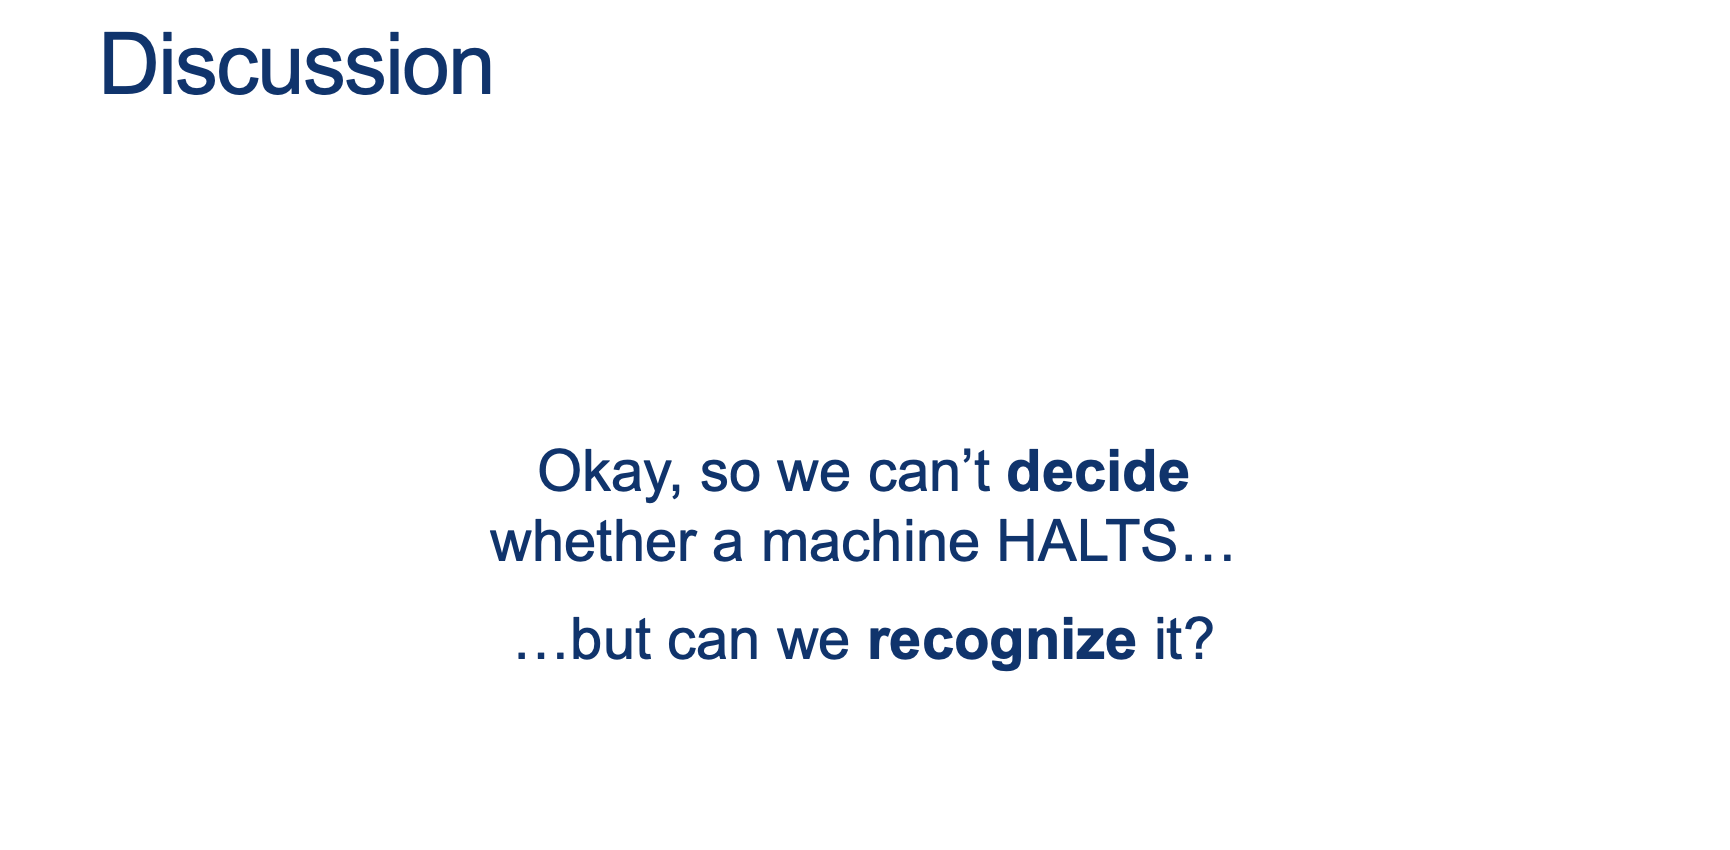 Discussion
Okay, so we can’t decide
whether a machine HALTS…
…but can we recognize it?